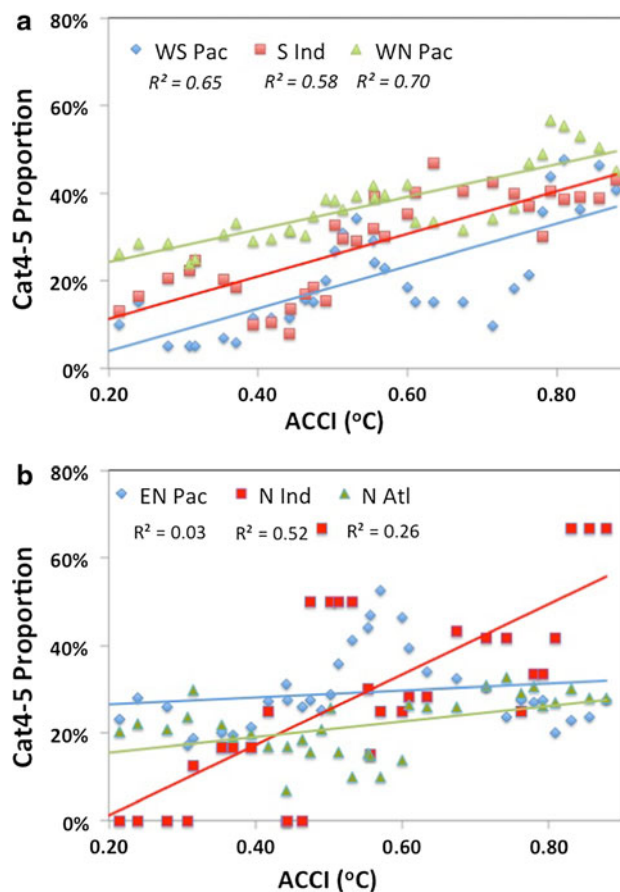 a
80%
WS Pac S Ind WN Pac
R² = 0.65 R² = 0.58 R² = 0.70
60%
40%
20%
0%
Cat4-5 Proportion
0.20 0.40 0.60 0.80
ACCI (°C)
b
80%
EN Pac N Ind N Atl
R² = 0.03 R² = 0.52 R² = 0.26
60%
40%
20%
0%
Cat4-5 Proportion
0.20 0.40 0.60 0.80
ACCI (°C)